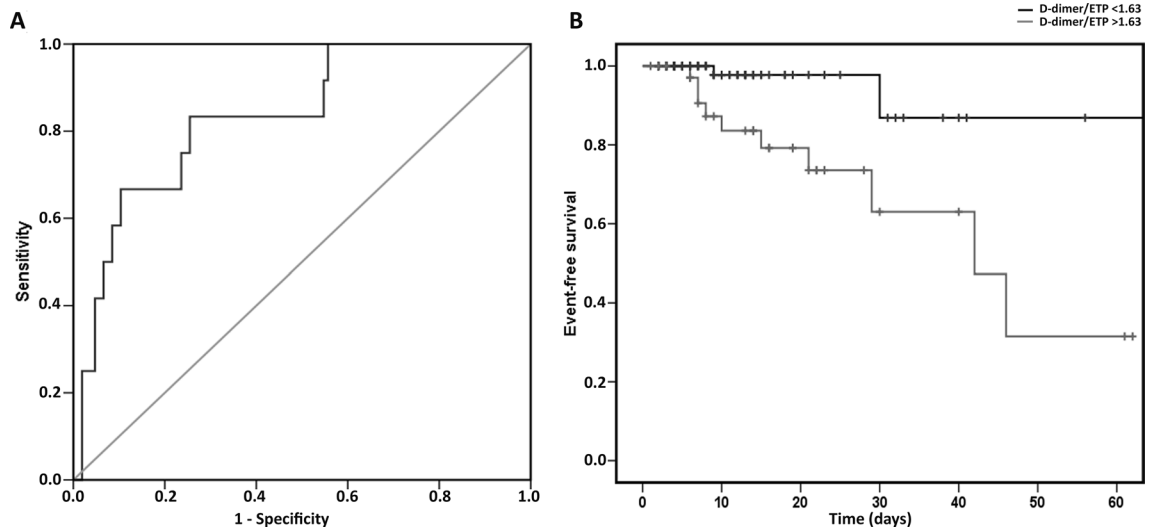 A
B
D-dimer/ETP <1.63
D-dimer/ETP >1.63
Sensitivity
1.0
0.8
0.6
0.4
0.2
0.0
0.0 0.2 0.4 0.6 0.8 1.0
1 - Specificity
Event-free survival
1.0
0.8
0.6
0.4
0.2
0.0
0 10 20 30 40 50 60
Time (days)